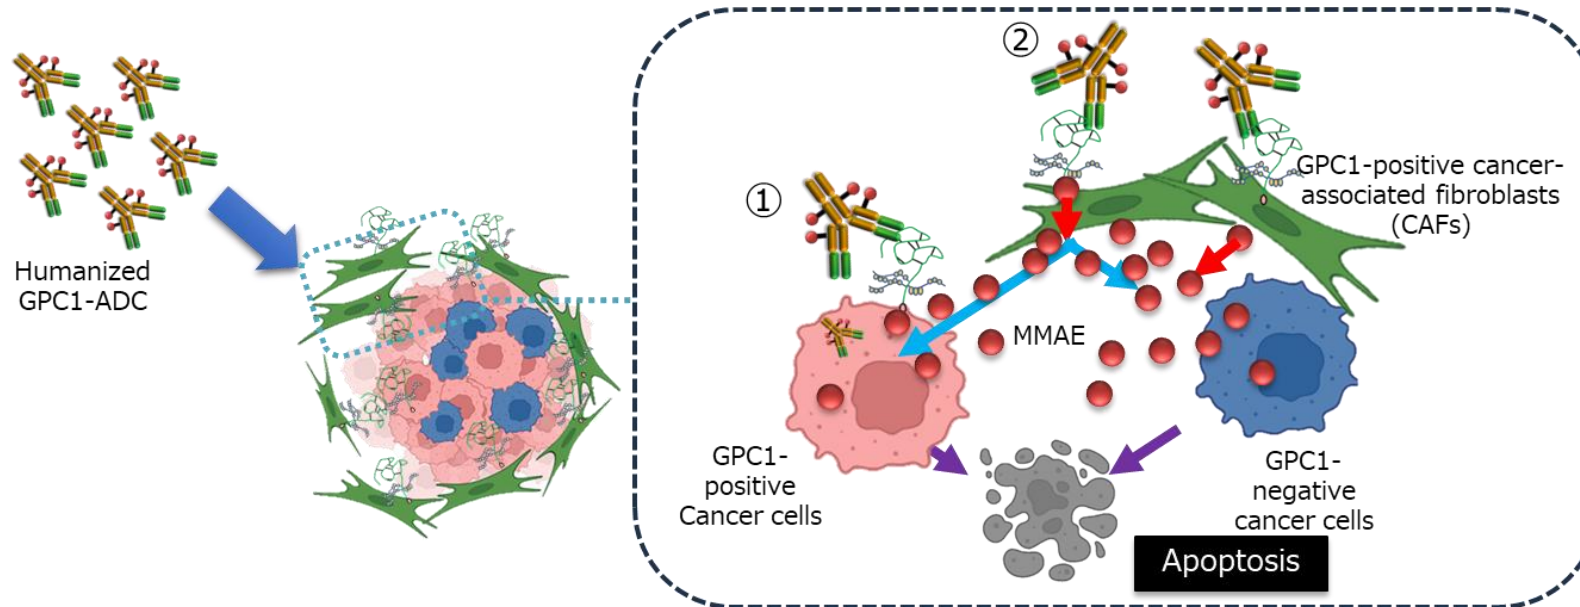 Humanized
GPC1-ADC
①
②
GPC1-positive cancer-
associated fibroblasts
(CAFs)
MMAE
GPC1-
positive
Cancer cells
GPC1-
negative
cancer cells
Apoptosis